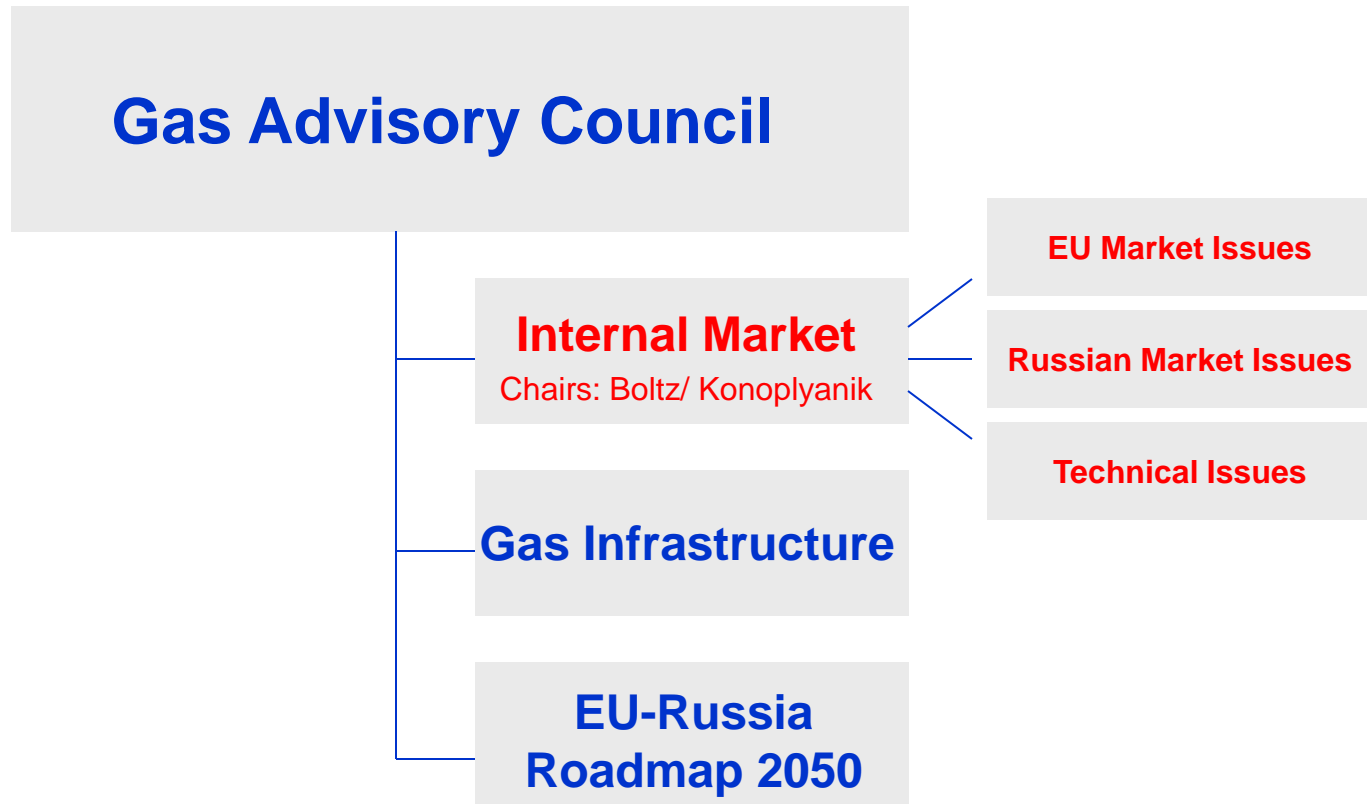 Gas Advisory Council
Internal Market
Chairs: Boltz/ Konoplyanik
EU Market Issues
Russian Market Issues
Technical Issues
Gas Infrastructure
EU-Russia
Roadmap 2050